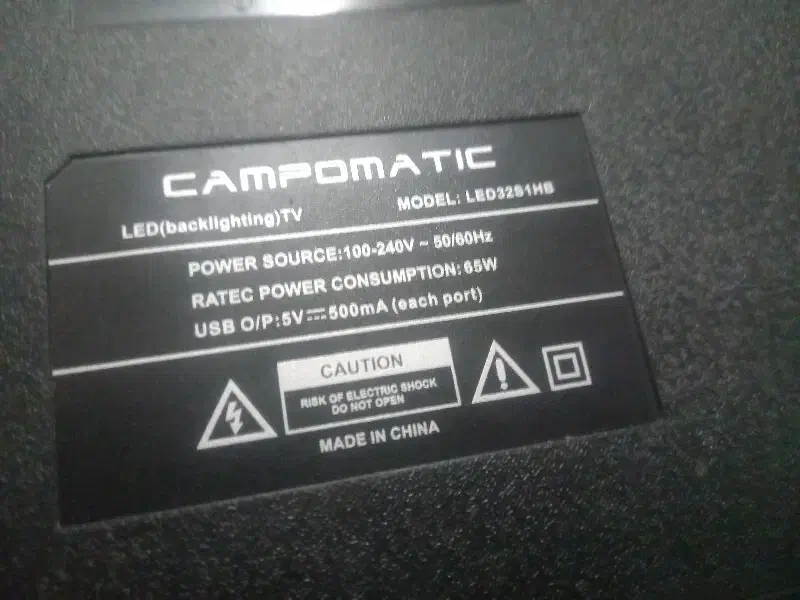 CAMPOMATIC
LED(backlighting)TV MODEL: LED32S1HB
POWER SOURCE:100-240V ~ 50/60Hz
RATEC POWER CONSUMPTION: 65W
USB O/P:5V⎓500mA (each port)
CAUTION
RISK OF ELECTRIC SHOCK
DO NOT OPEN
MADE IN CHINA